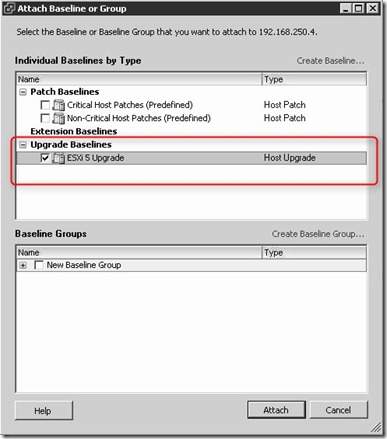 Attach Baseline or Group
Select the Baseline or Baseline Group that you want to attach to 192.168.250.4.
Individual Baselines by Type Create Baseline...
Name Type
Patch Baselines
Critical Host Patches (Predefined) Host Patch
Non-Critical Host Patches (Predefined) Host Patch
Extension Baselines
Upgrade Baselines
ESXi 5 Upgrade Host Upgrade
Baseline Groups Create Baseline Group...
Name Type
New Baseline Group
Help Attach Cancel